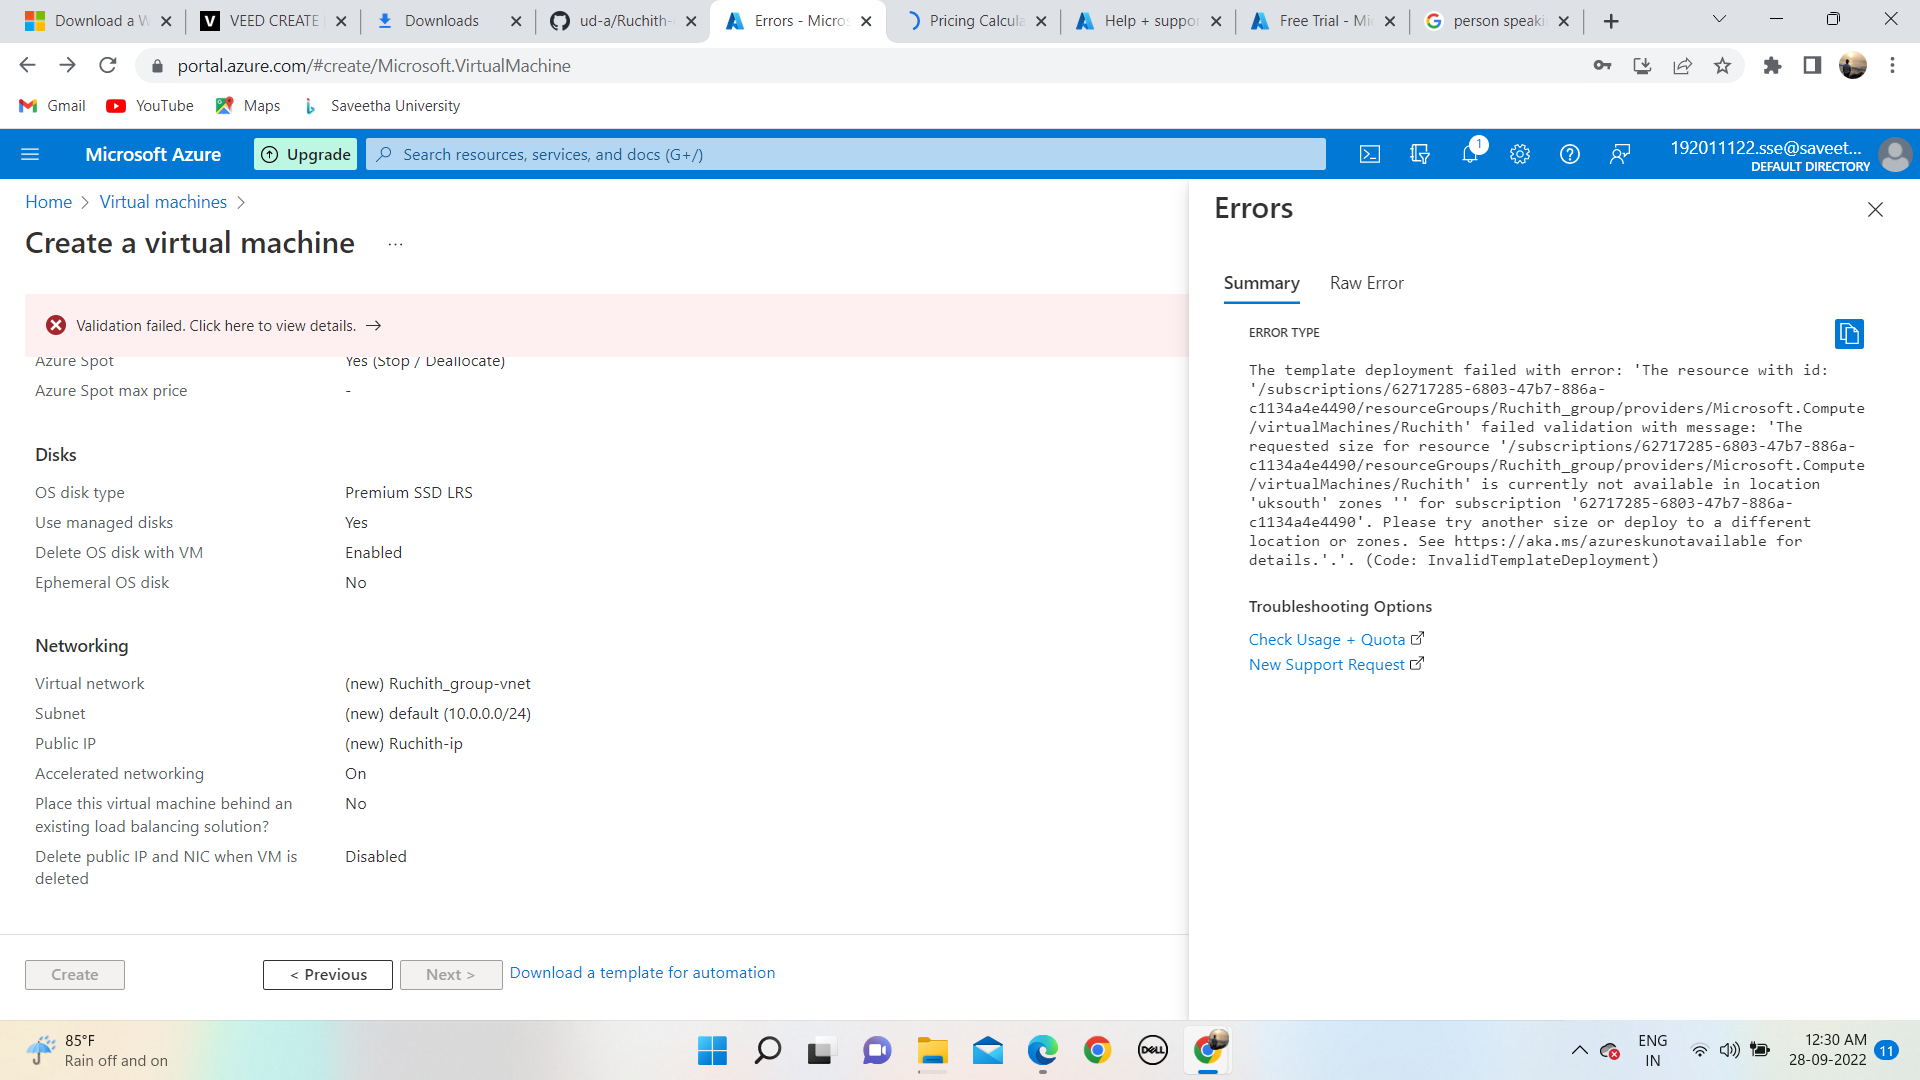 Download a W
VEED CREATE
Downloads
ud-a/Ruchith-
Errors - Micros
Pricing Calcula
Help + suppor
Free Trial - Mi
person speaki
portal.azure.com/#create/Microsoft.VirtualMachine
Gmail
YouTube
Maps
Saveetha University
Microsoft Azure
Upgrade
Search resources, services, and docs (G+/)
1
192011122.sse@saveet...
DEFAULT DIRECTORY
Home > Virtual machines >
Create a virtual machine ...
Validation failed. Click here to view details. →
Azure Spot Yes (Stop / Deallocate)
Azure Spot max price -
Disks
OS disk type Premium SSD LRS
Use managed disks Yes
Delete OS disk with VM Enabled
Ephemeral OS disk No
Networking
Virtual network (new) Ruchith_group-vnet
Subnet (new) default (10.0.0.0/24)
Public IP (new) Ruchith-ip
Accelerated networking On
Place this virtual machine behind an No
existing load balancing solution?
Delete public IP and NIC when VM is Disabled
deleted
Create
< Previous
Next >
Download a template for automation
Errors
Summary
Raw Error
ERROR TYPE
The template deployment failed with error: 'The resource with id:
'/subscriptions/62717285-6803-47b7-886a-
c1134a4e4490/resourceGroups/Ruchith_group/providers/Microsoft.Compute
/virtualMachines/Ruchith' failed validation with message: 'The
requested size for resource '/subscriptions/62717285-6803-47b7-886a-
c1134a4e4490/resourceGroups/Ruchith_group/providers/Microsoft.Compute
/virtualMachines/Ruchith' is currently not available in location
'uksouth' zones '' for subscription '62717285-6803-47b7-886a-
c1134a4e4490'. Please try another size or deploy to a different
location or zones. See https://aka.ms/azureskunotavailable for
details.'.'. (Code: InvalidTemplateDeployment)
Troubleshooting Options
Check Usage + Quota
New Support Request
85°F
Rain off and on
DELL
ENG
IN
12:30 AM
28-09-2022
11